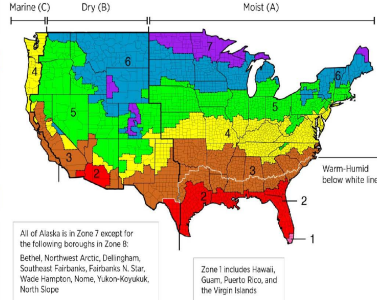 Marine (C)
Dry (B)
Moist (A)
7
6
6
4
5
5
4
3
3
2
2
2
1
Warm-Humid
below white line
All of Alaska is in Zone 7 except for
the following boroughs in Zone 8:
Bethel, Northwest Arctic, Dellingham,
Southeast Fairbanks, Fairbanks N. Star,
Wade Hampton, Nome, Yukon-Koyukuk,
North Slope
Zone 1 includes Hawaii,
Guam, Puerto Rico, and
the Virgin Islands